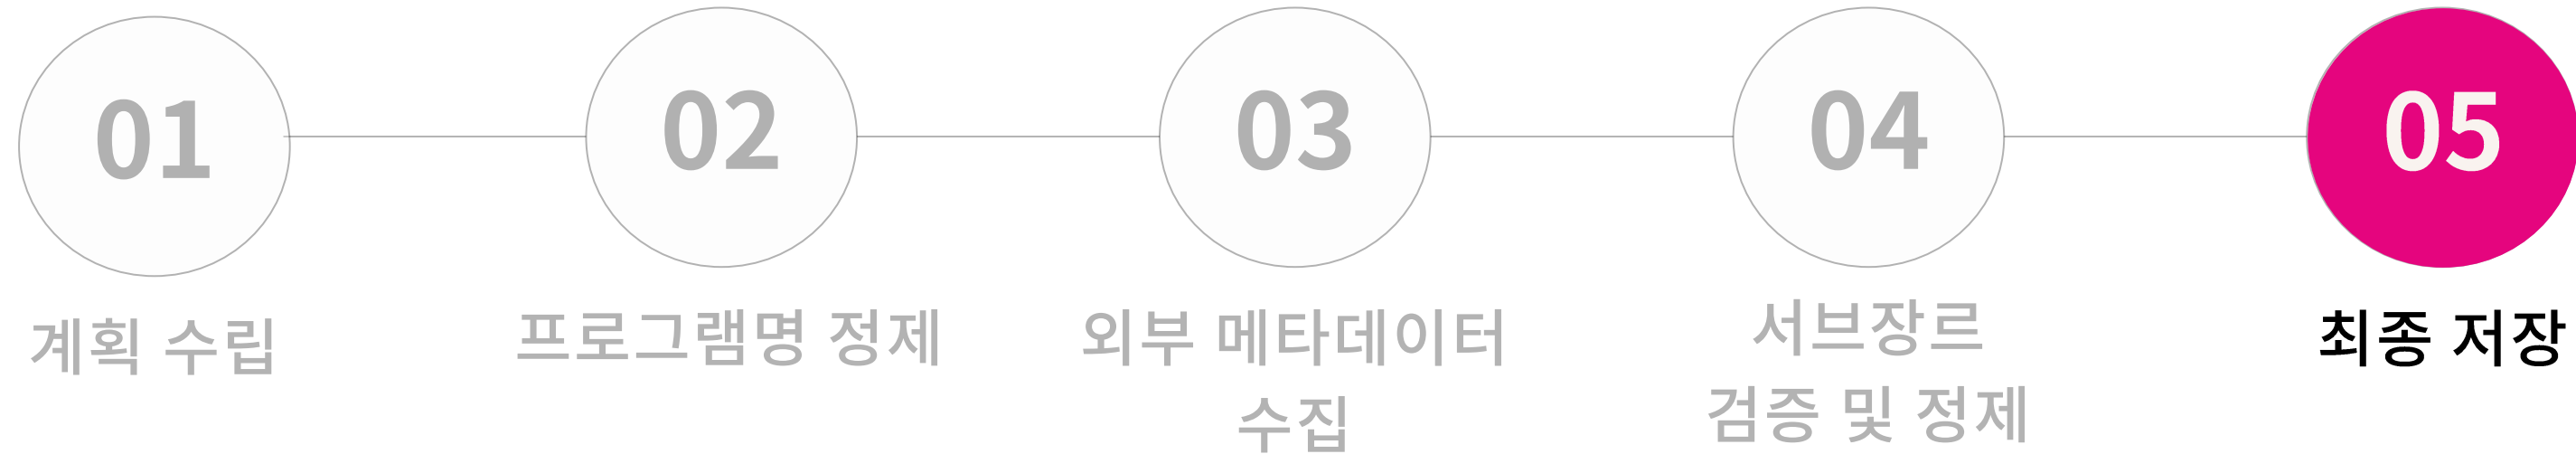 01
02
03
04
05
계획 수립
프로그램명 정제
외부 메타데이터
수집
서브장르
검증 및 정제
최종 저장